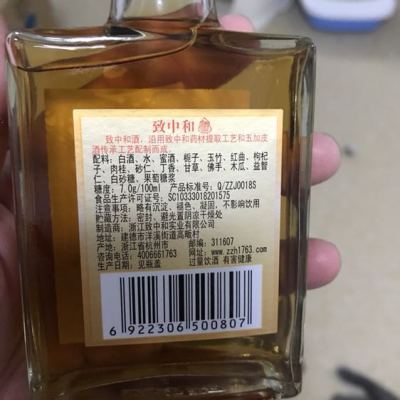 致中和
致中和酒，沿用致中和药材提取工艺和五加皮
酒传承工艺配制而成。
配料：白酒、水、蜜酒、栀子、玉竹、红曲、枸杞
子、肉桂、砂仁、丁香、甘草、佛手、木瓜、益智
仁、白砂糖、果葡糖浆
糖度：7.0g/100ml 产品标准号：Q/ZZJ0018S
食品生产许可证号：SC10333018201575
注意事项：略有沉淀、褪色、凝固，不影响饮用
贮藏方法：密封、避光置阴凉干燥处
制造商：浙江致中和实业有限公司
地址：建德市洋溪街道高畈村
产地：浙江省杭州市 邮编：311607
咨询电话：4006661763 网址：www.zzh1763.com
生产日期：见瓶盖 过量饮酒 有害健康
6 922306 500807